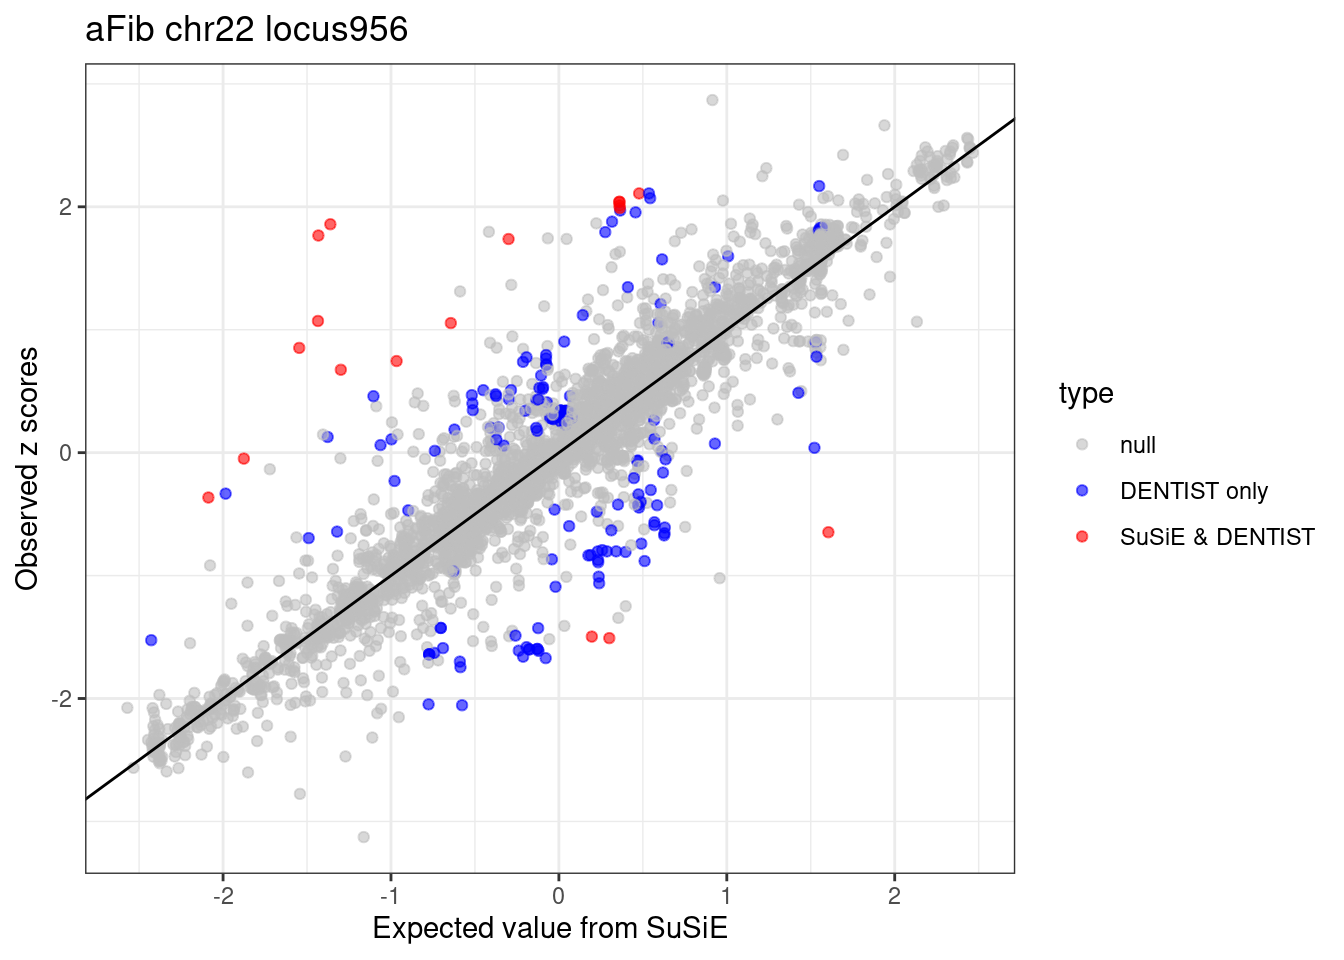 aFib chr22 locus956
Observed z scores
2
0
-2
-2
-1
0
1
2
Expected value from SuSiE
type
null
DENTIST only
SuSiE & DENTIST